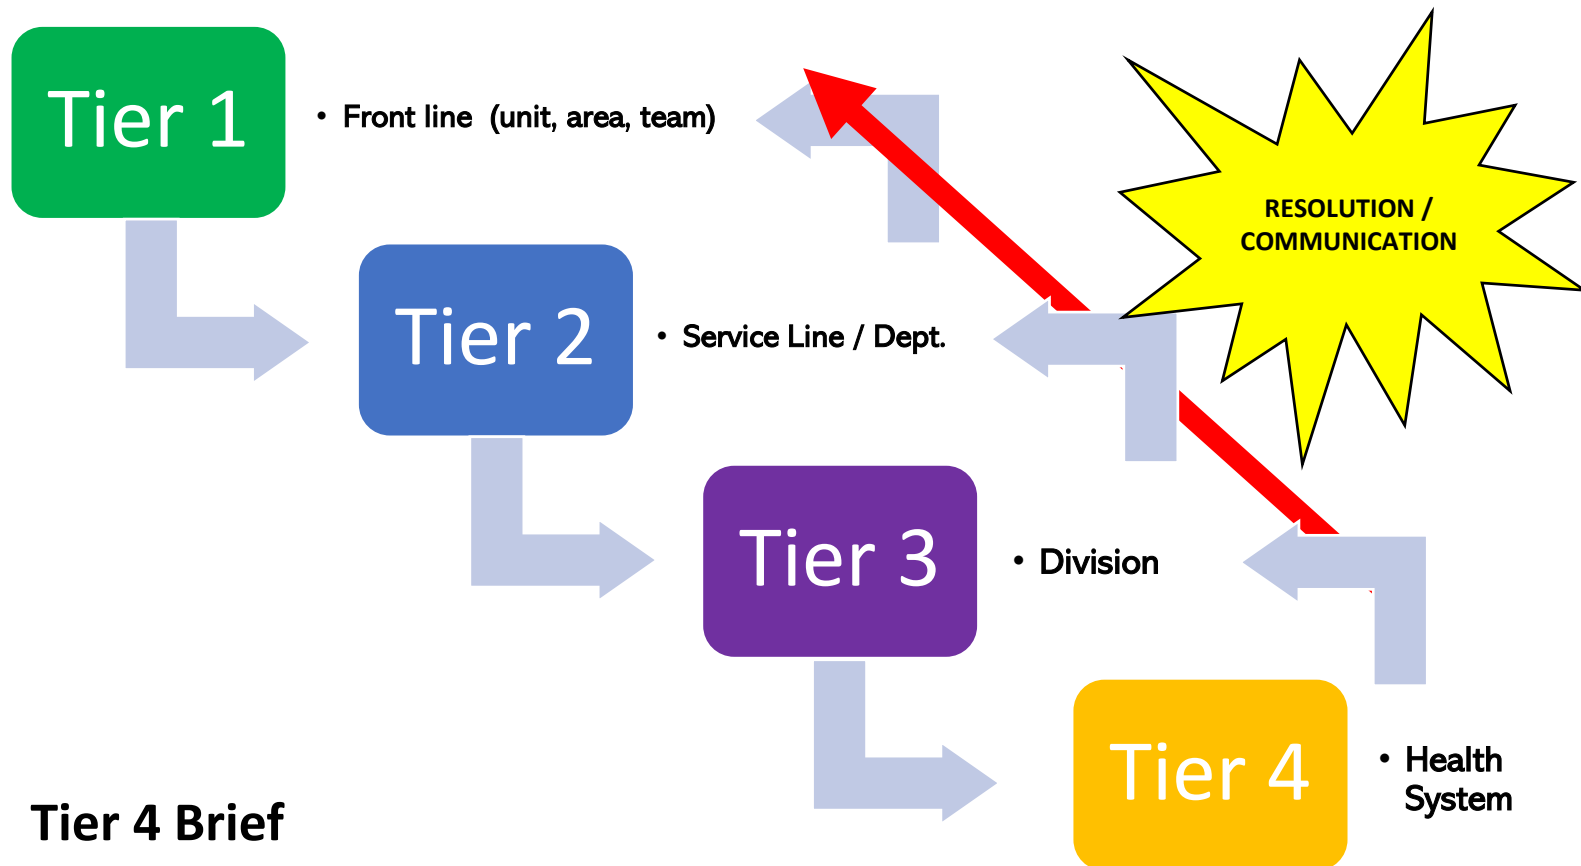 Tier 1
• Front line  (unit, area, team)
RESOLUTION /
COMMUNICATION
Tier 2
• Service Line / Dept.
Tier 3
• Division
Tier 4
• Health
System
Tier 4 Brief